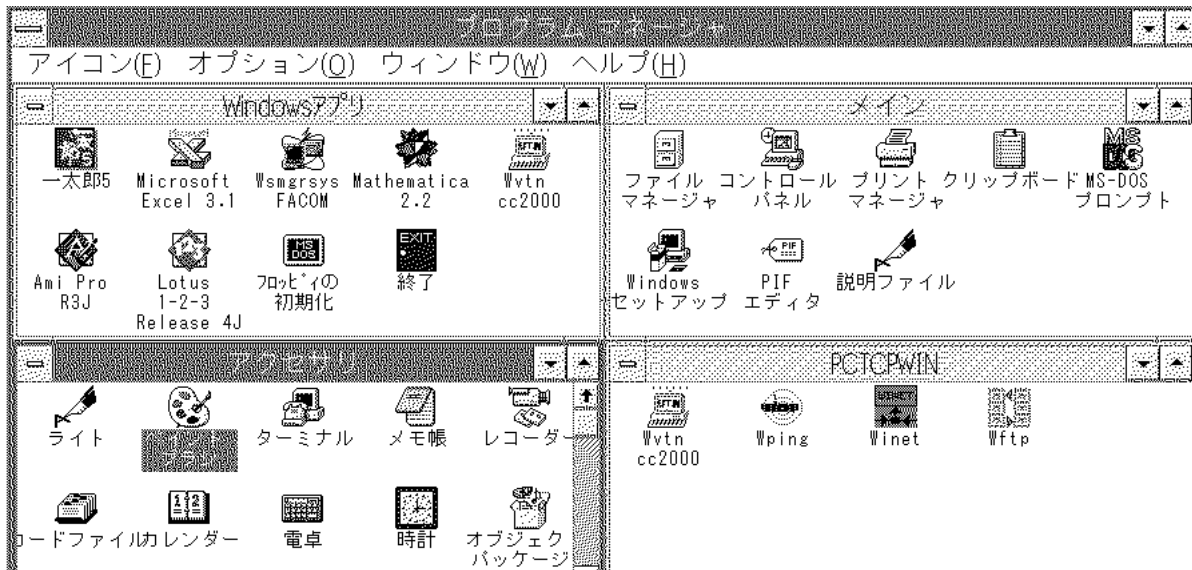 プログラム マネージャ
アイコン(F) オプション(O) ウィンドウ(W) ヘルプ(H)
Windowsアプリ
一太郎5
Microsoft
Excel 3.1
Wsmgrsys
FACOM
Mathematica
2.2
Wvtn
cc2000
Ami Pro
R3J
Lotus
1-2-3
Release 4J
MS
DOS
フロッピィの
初期化
EXIT
終了
メイン
ファイル
マネージャ
コントロール
パネル
プリント
マネージャ
クリップボード
MS-DOS
プロンプト
Windows
セットアップ
PIF
PIF
エディタ
説明ファイル
アクセサリ
ライト
ターミナル
メモ帳
レコーダー
コードファイル
カレンダー
電卓
時計
オブジェク
パッケージ
PCTCPWIN
Wvtn
cc2000
Wping
WINET
Winet
Wftp